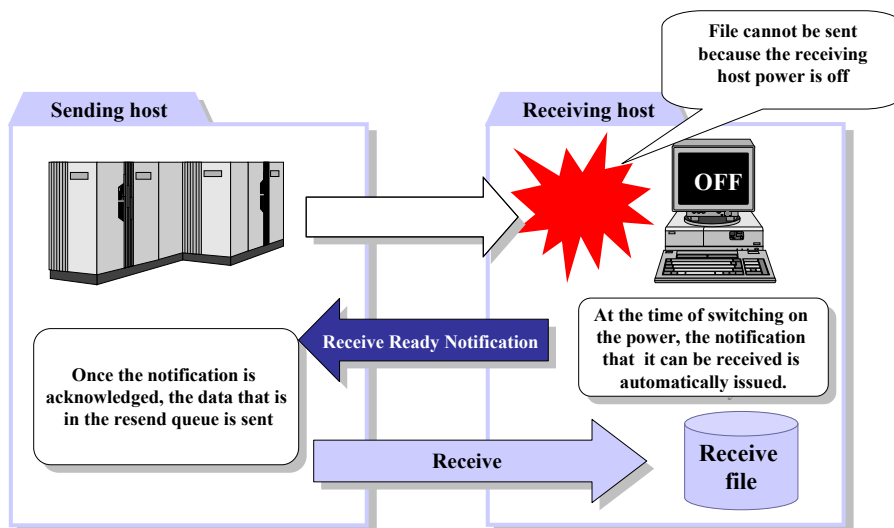 File cannot be sent
because the receiving
host power is off
Sending host
Receiving host
OFF
Receive Ready Notification
At the time of switching on
the power, the notification
that it can be received is
automatically issued.
Once the notification is
acknowledged, the data that is
in the resend queue is sent
Receive
Receive
file